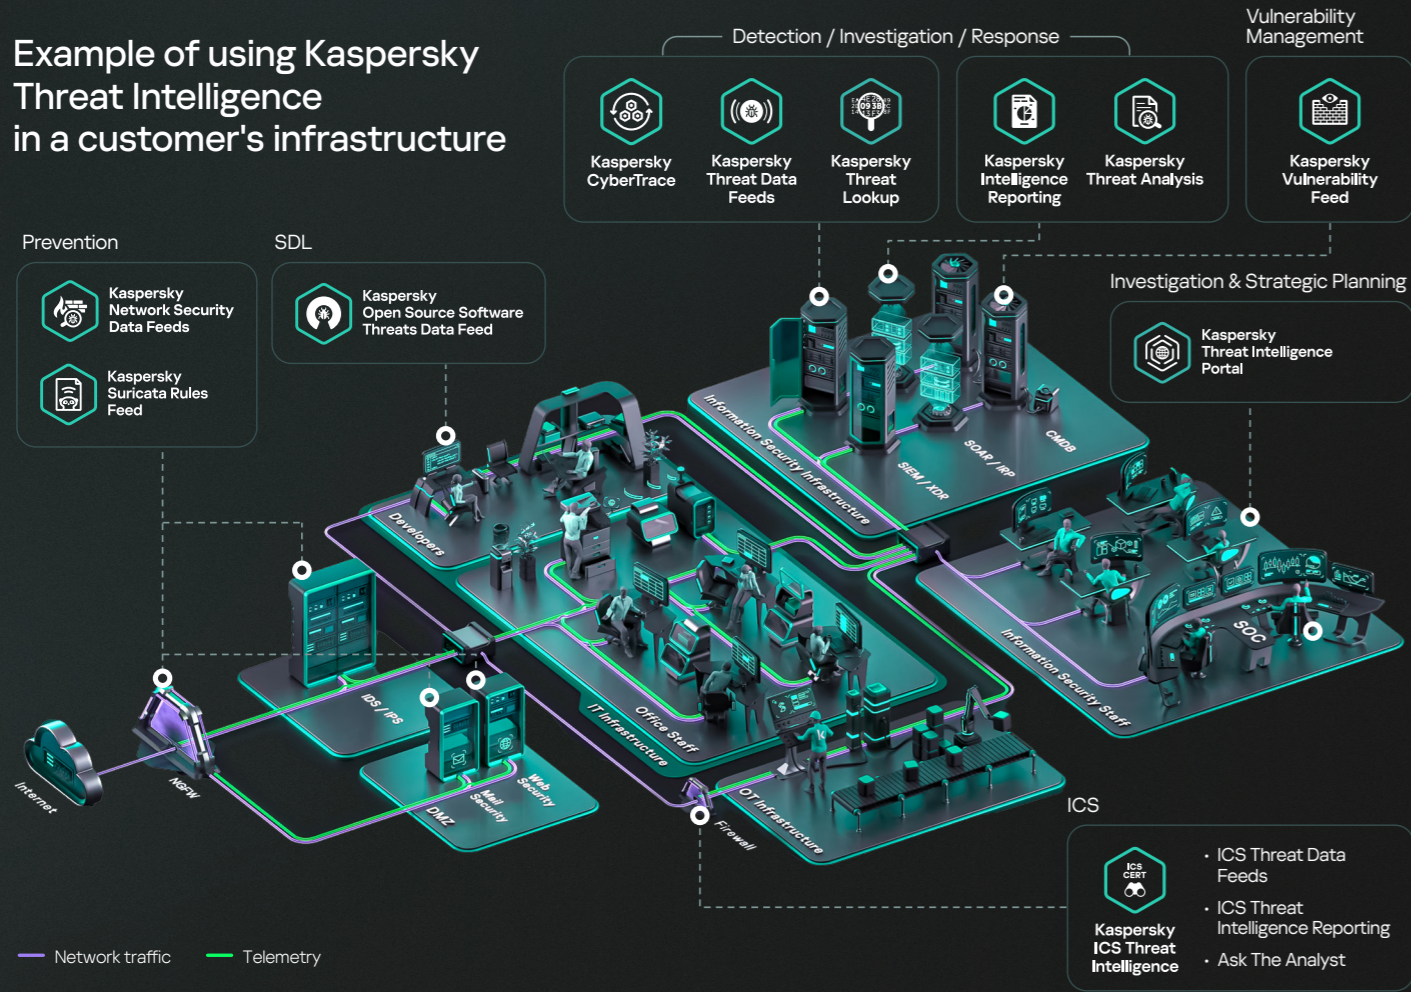 Example of using Kaspersky
Threat Intelligence
in a customer's infrastructure
Detection / Investigation / Response
Kaspersky
CyberTrace
Kaspersky
Threat Data
Feeds
Kaspersky
Threat
Lookup
Kaspersky
Intelligence
Reporting
Kaspersky
Threat Analysis
Vulnerability
Management
Kaspersky
Vulnerability
Feed
Prevention
Kaspersky
Network Security
Data Feeds
Kaspersky
Suricata Rules
Feed
SDL
Kaspersky
Open Source Software
Threats Data Feed
Investigation & Strategic Planning
Kaspersky
Threat Intelligence
Portal
Information Security Infrastructure
SIEM / XDR
SOAR / IRP
CMDB
Developers
IT Infrastructure
Office Staff
Information Security Staff
SOC
IDS / IPS
Internet
NGFW
DMZ
Mail
Security
Web
Security
Firewall
OT Infrastructure
ICS
ICS
CERT
Kaspersky
ICS Threat
Intelligence
• ICS Threat Data
Feeds
• ICS Threat
Intelligence Reporting
• Ask The Analyst
Network traffic
Telemetry